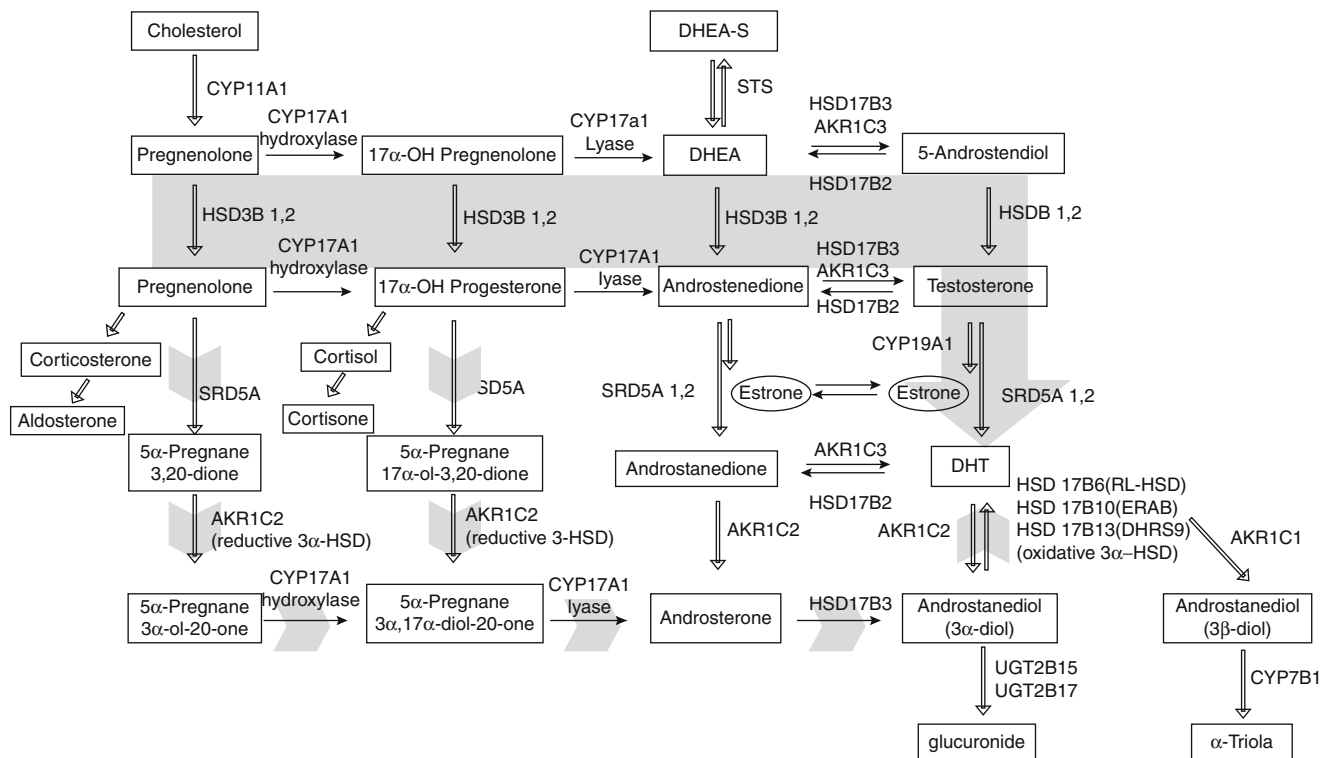 Cholesterol
DHEA-S
CYP11A1
STS
CYP17A1
hydroxylase
CYP17a1
Lyase
HSD17B3
AKR1C3
HSD17B2
Pregnenolone
17α-OH Pregnenolone
DHEA
5-Androstendiol
HSD3B 1,2
HSD3B 1,2
HSD3B 1,2
HSDB 1,2
CYP17A1
hydroxylase
CYP17A1
lyase
HSD17B3
AKR1C3
HSD17B2
Pregnenolone
17α-OH Progesterone
Androstenedione
Testosterone
Corticosterone
Aldosterone
SRD5A
Cortisol
Cortisone
SD5A
CYP19A1
SRD5A 1,2
Estrone
Estrone
SRD5A 1,2
5α-Pregnane
3,20-dione
5α-Pregnane
17α-ol-3,20-dione
Androstanedione
AKR1C3
HSD17B2
DHT
AKR1C2
(reductive 3α-HSD)
AKR1C2
(reductive 3-HSD)
AKR1C2
AKR1C2
HSD 17B6(RL-HSD)
HSD 17B10(ERAB)
HSD 17B13(DHRS9)
(oxidative 3α–HSD)
AKR1C1
CYP17A1
hydroxylase
CYP17A1
lyase
HSD17B3
5α-Pregnane
3α-ol-20-one
5α-Pregnane
3α,17α-diol-20-one
Androsterone
Androstanediol
(3α-diol)
Androstanediol
(3β-diol)
UGT2B15
UGT2B17
CYP7B1
glucuronide
α-Triola